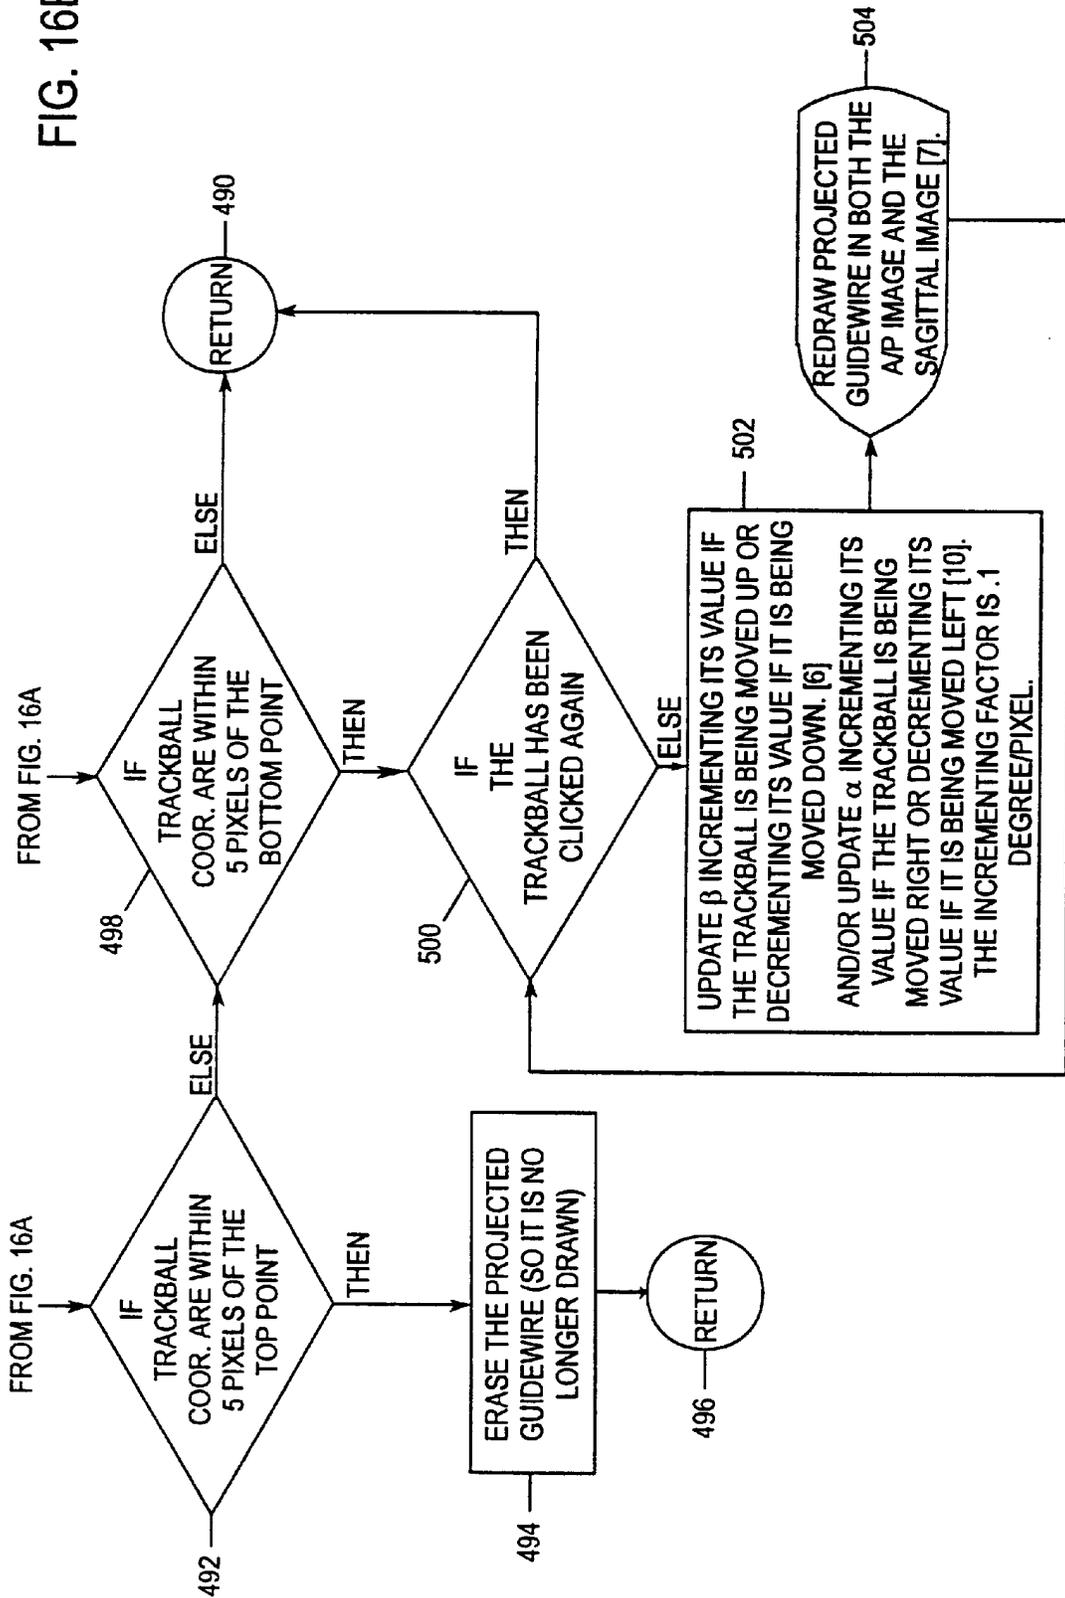 FIG. 16B
FROM FIG. 16A
492
IF
TRACKBALL
COOR. ARE WITHIN
5 PIXELS OF THE
TOP POINT
ELSE
THEN
494
ERASE THE PROJECTED
GUIDEWIRE (SO IT IS NO
LONGER DRAWN)
496
RETURN
FROM FIG. 16A
498
IF
TRACKBALL
COOR. ARE WITHIN
5 PIXELS OF THE
BOTTOM POINT
ELSE
RETURN
490
THEN
500
IF
THE
TRACKBALL HAS BEEN
CLICKED AGAIN
THEN
ELSE
502
UPDATE β INCREMENTING ITS VALUE IF
THE TRACKBALL IS BEING MOVED UP OR
DECREMENTING ITS VALUE IF IT IS BEING
MOVED DOWN. [6]
AND/OR UPDATE α INCREMENTING ITS
VALUE IF THE TRACKBALL IS BEING
MOVED RIGHT OR DECREMENTING ITS
VALUE IF IT IS BEING MOVED LEFT [10].
THE INCREMENTING FACTOR IS .1
DEGREE/PIXEL.
REDRAW PROJECTED
GUIDEWIRE IN BOTH THE
A/P IMAGE AND THE
SAGITTAL IMAGE [7].
504